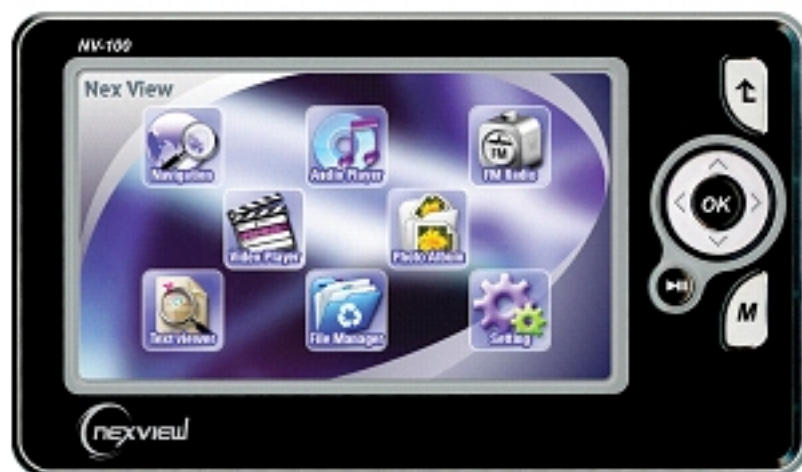 NV-100
Nex View
Navigation
Audio Player
FM
FM Radio
Video Player
Photo Album
Text viewer
File Manager
Setting
OK
M
nexview